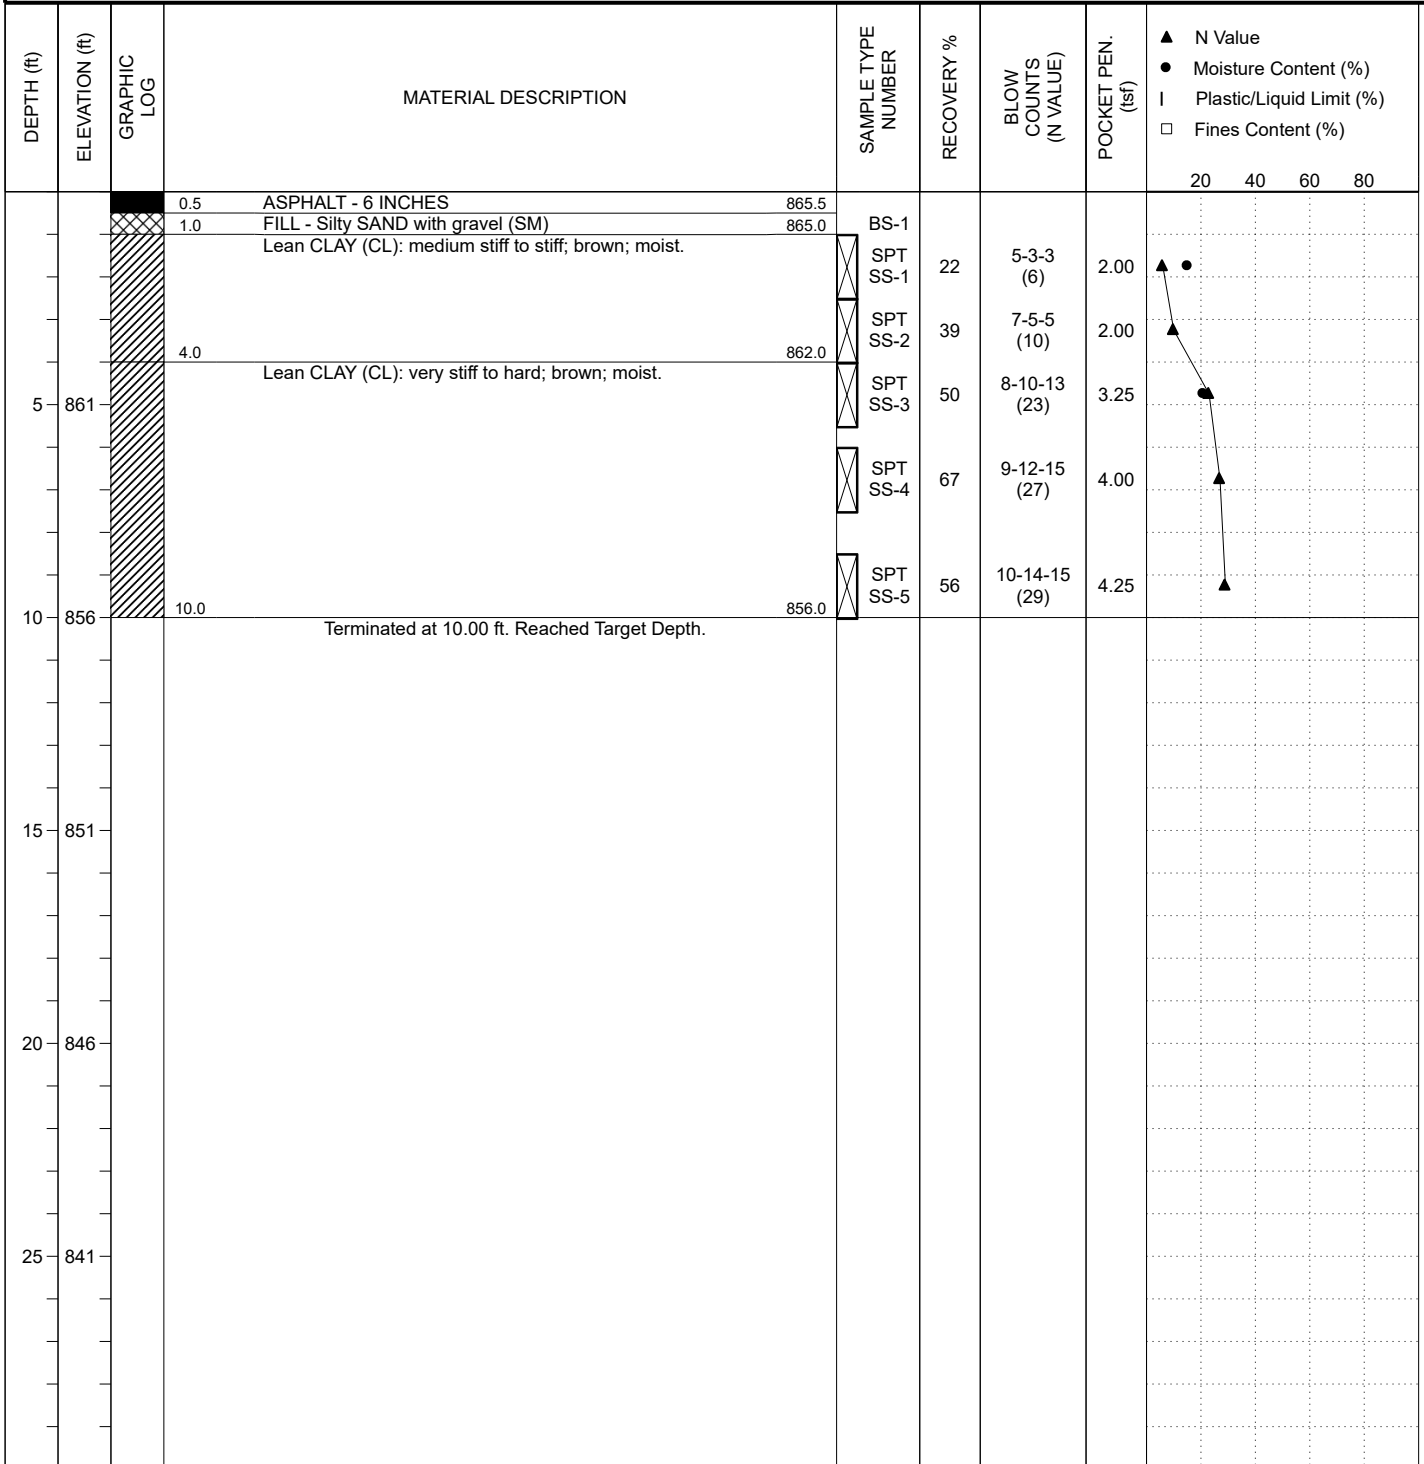 DEPTH (ft)
ELEVATION (ft)
GRAPHIC
LOG
MATERIAL DESCRIPTION
SAMPLE TYPE
NUMBER
RECOVERY %
BLOW
COUNTS
(N VALUE)
POCKET PEN.
(tsf)
N Value
Moisture Content (%)
Plastic/Liquid Limit (%)
Fines Content (%)
20 40 60 80
0.5 ASPHALT - 6 INCHES 865.5
1.0 FILL - Silty SAND with gravel (SM) 865.0 BS-1
Lean CLAY (CL): medium stiff to stiff; brown; moist.
SPT
SS-1
22
5-3-3
(6)
2.00
SPT
SS-2
39
7-5-5
(10)
2.00
4.0 862.0
Lean CLAY (CL): very stiff to hard; brown; moist.
5 861
SPT
SS-3
50
8-10-13
(23)
3.25
SPT
SS-4
67
9-12-15
(27)
4.00
SPT
SS-5
56
10-14-15
(29)
4.25
10.0 856.0
10 856
Terminated at 10.00 ft. Reached Target Depth.
15 851
20 846
25 841